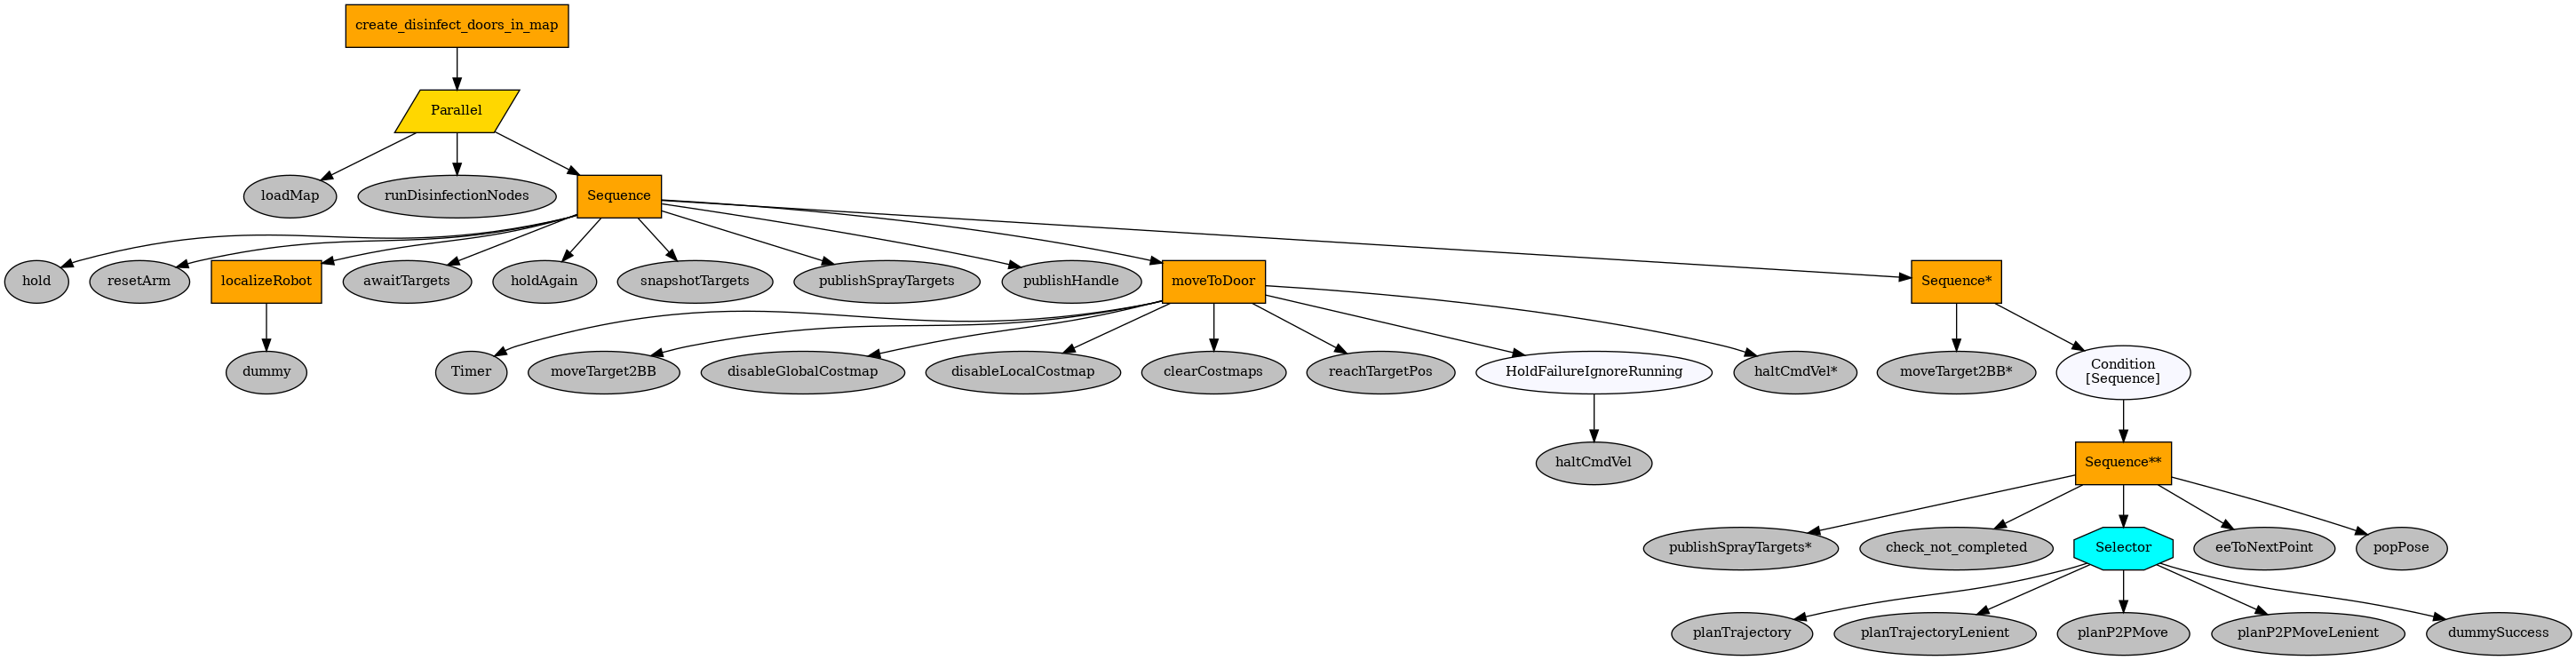 create_disinfect_doors_in_map
Parallel
loadMap
runDisinfectionNodes
Sequence
hold
resetArm
localizeRobot
awaitTargets
holdAgain
snapshotTargets
publishSprayTargets
publishHandle
moveToDoor
Sequence*
dummy
Timer
moveTarget2BB
disableGlobalCostmap
disableLocalCostmap
clearCostmaps
reachTargetPos
HoldFailureIgnoreRunning
haltCmdVel*
moveTarget2BB*
Condition
[Sequence]
haltCmdVel
Sequence**
publishSprayTargets*
check_not_completed
Selector
eeToNextPoint
popPose
planTrajectory
planTrajectoryLenient
planP2PMove
planP2PMoveLenient
dummySuccess